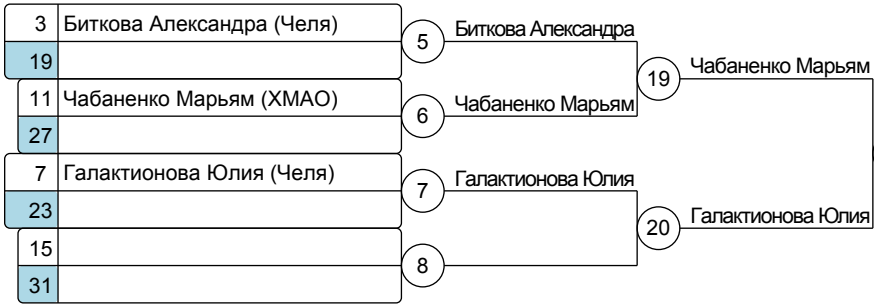 3 Биткова Александра (Челя)
19
5
Биткова Александра
11 Чабаненко Марьям (ХМАО)
27
6
Чабаненко Марьям
19
Чабаненко Марьям
7 Галактионова Юлия (Челя)
23
7
Галактионова Юлия
15
31
8
20
Галактионова Юлия